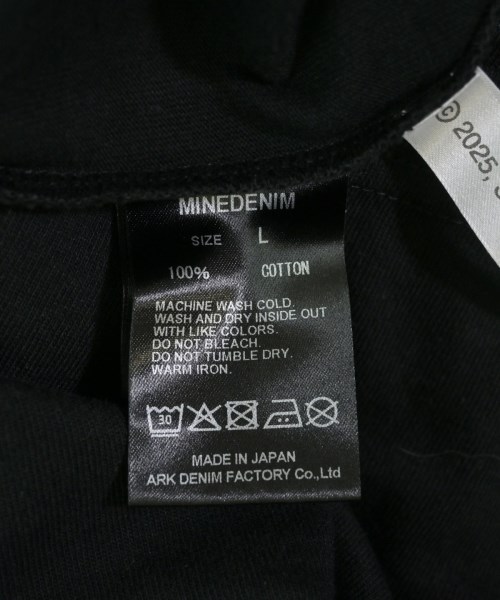 © 2025,
MINEDENIM
SIZE L
100% COTTON
MACHINE WASH COLD.
WASH AND DRY INSIDE OUT
WITH LIKE COLORS.
DO NOT BLEACH.
DO NOT TUMBLE DRY.
WARM IRON.
30
MADE IN JAPAN
ARK DENIM FACTORY Co.,Ltd